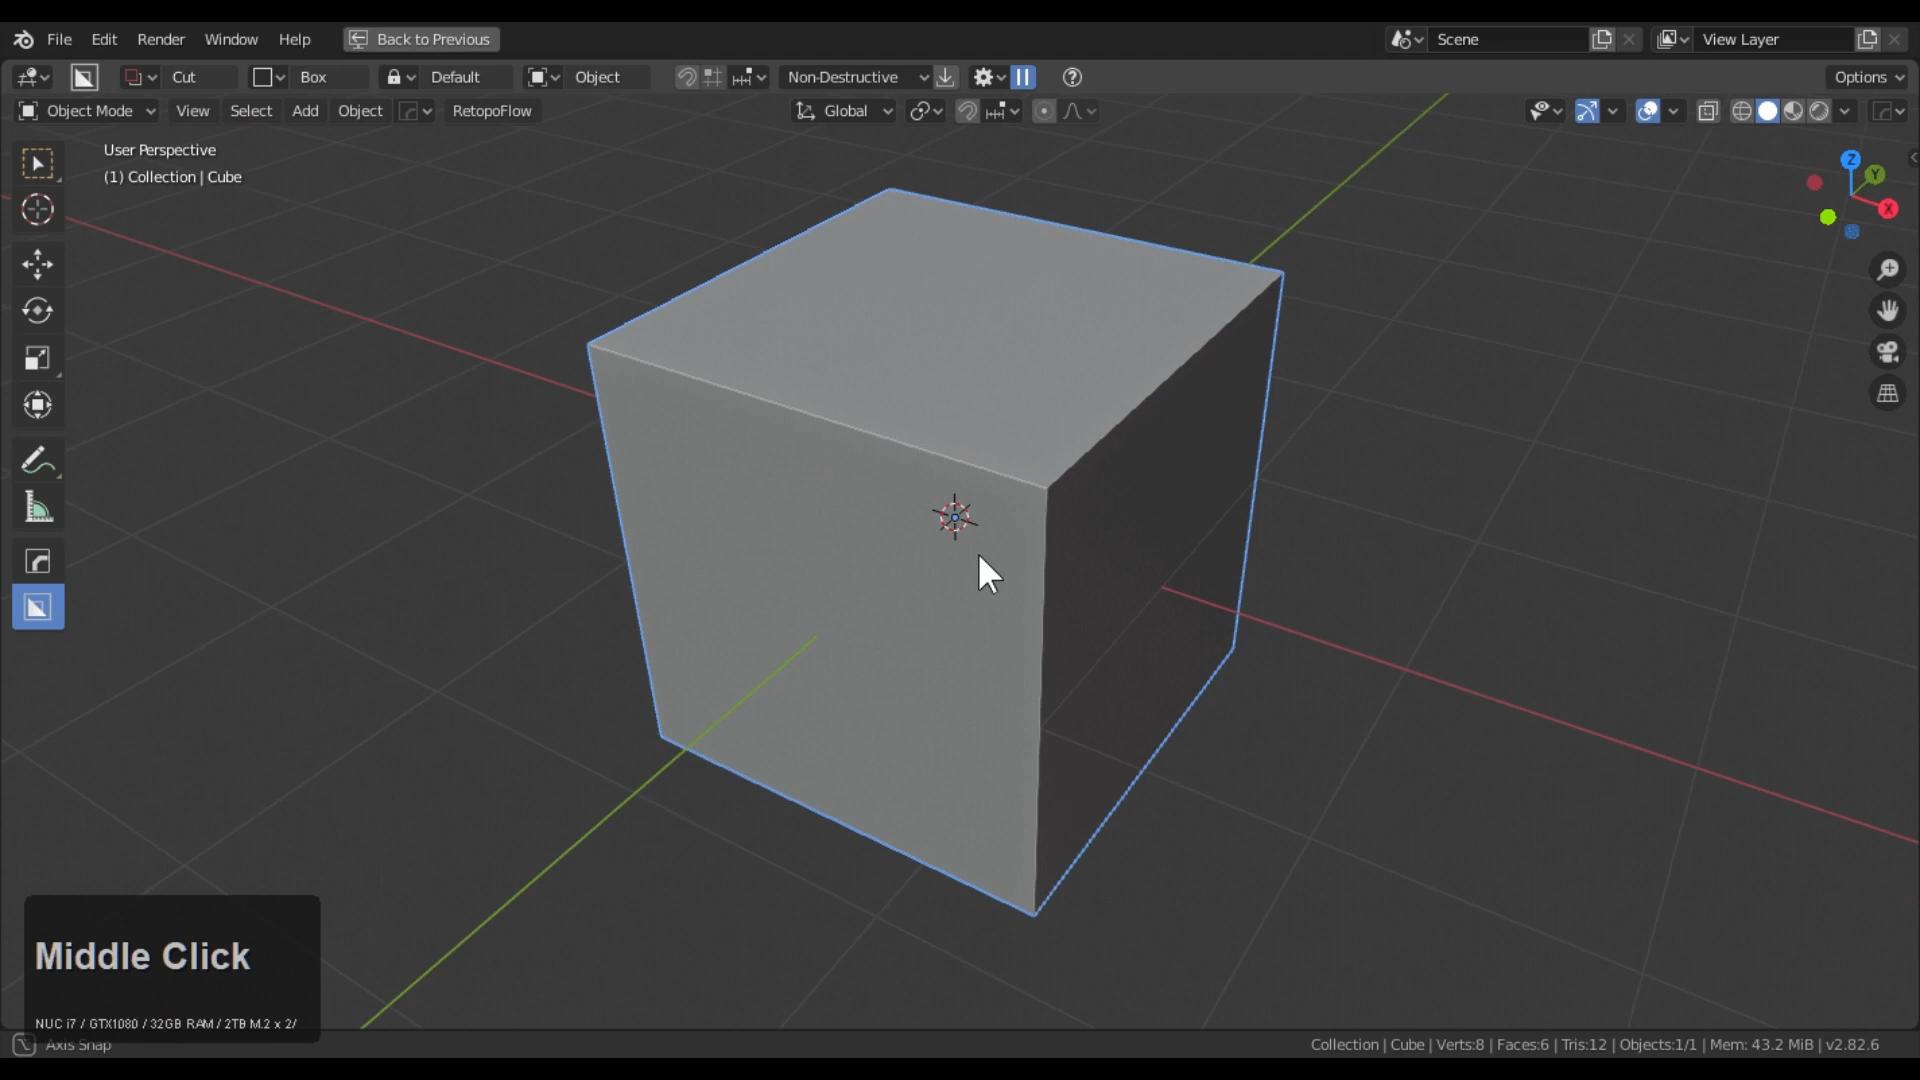 File Edit Render Window Help Back to Previous Scene View Layer
Cut Box Default Object Non-Destructive Options
Object Mode View Select Add Object RetopoFlow Global
User Perspective
(1) Collection | Cube
Z
Y
X
Middle Click
NUC i7 / GTX1080 / 32GB RAM / 2TB M.2 x 2/
Axis Snap Collection | Cube | Verts:8 | Faces:6 | Tris:12 | Objects:1/1 | Mem: 43.2 MiB | v2.82.6